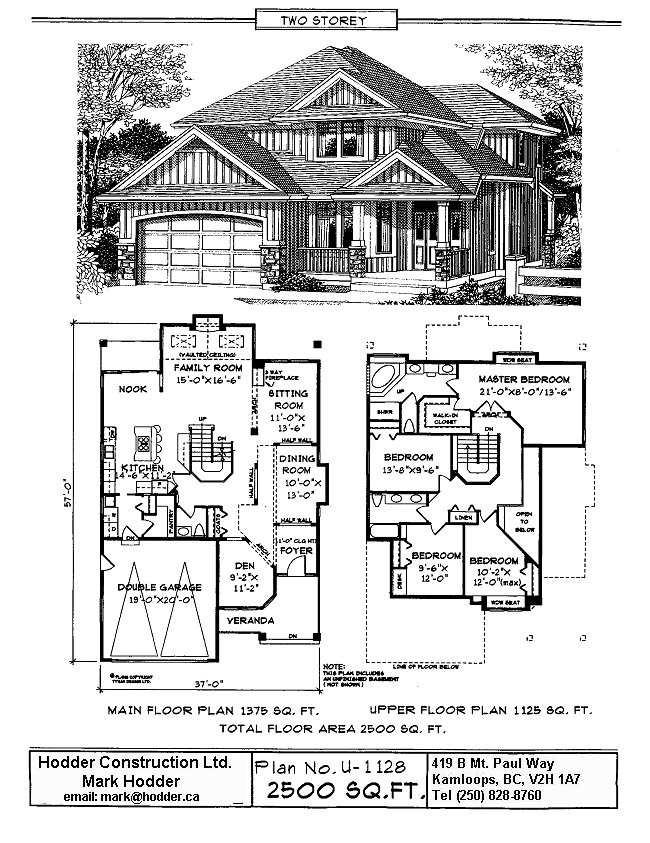 TWO STOREY
(VAULTED CEILING)
FAMILY ROOM
15'-0"X16'-6"
3 WAY
FIREPLACE
NOOK
SITTING
ROOM
11'-0"X
13'-6"
ARCH
UP
DN
HALF WALL
KITCHEN
14'-6"X11'-2"
DINING
ROOM
10'-0"X
13'-0"
HALF WALL
HALF WALL
F
PANTRY
COATS
DN
ARCH
FOYER
DEN
9'-2"X
11'-2"
DOUBLE GARAGE
19'-0"X20'-0"
VERANDA
DN
57'-0"
37'-0"
© PLANS COPYRIGHT
NOTE:
THIS PLAN INCLUDES
AN UNFINISHED BASEMENT
(NOT SHOWN)
WDW SEAT
UP
MASTER BEDROOM
21'-0"X8'-0"/13'-6"
SHWR
WALK-IN
CLOSET
ARCH
DN
BEDROOM
13'-8"X9'-6"
LINEN
OPEN
TO
BELOW
BEDROOM
9'-6"X
12'-0"
DESK
BEDROOM
10'-2"X
12'-0"(max)
WDW SEAT
LINE OF FLOOR BELOW
MAIN FLOOR PLAN 1375 SQ. FT.
UPPER FLOOR PLAN 1125 SQ. FT.
TOTAL FLOOR AREA 2500 SQ. FT.
Hodder Construction Ltd.
Mark Hodder
email: mark@hodder.ca
Plan No. U-1128
2500 SQ.FT.
419 B Mt. Paul Way
Kamloops, BC, V2H 1A7
Tel (250) 828-8760